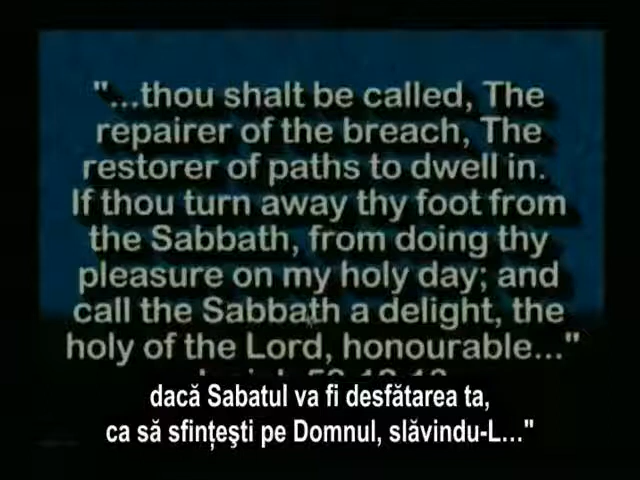 "...thou shalt be called, The
repairer of the breach, The
restorer of paths to dwell in.
If thou turn away thy foot from
the Sabbath, from doing thy
pleasure on my holy day; and
call the Sabbath a delight, the
holy of the Lord, honourable..."
dacă Sabatul va fi desfătarea ta,
ca să sfinţeşti pe Domnul, slăvindu-L..."